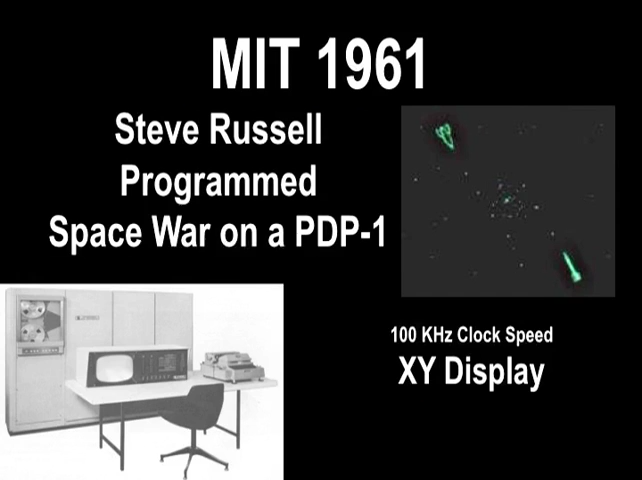 MIT 1961
Steve Russell
Programmed
Space War on a PDP-1
100 KHz Clock Speed
XY Display